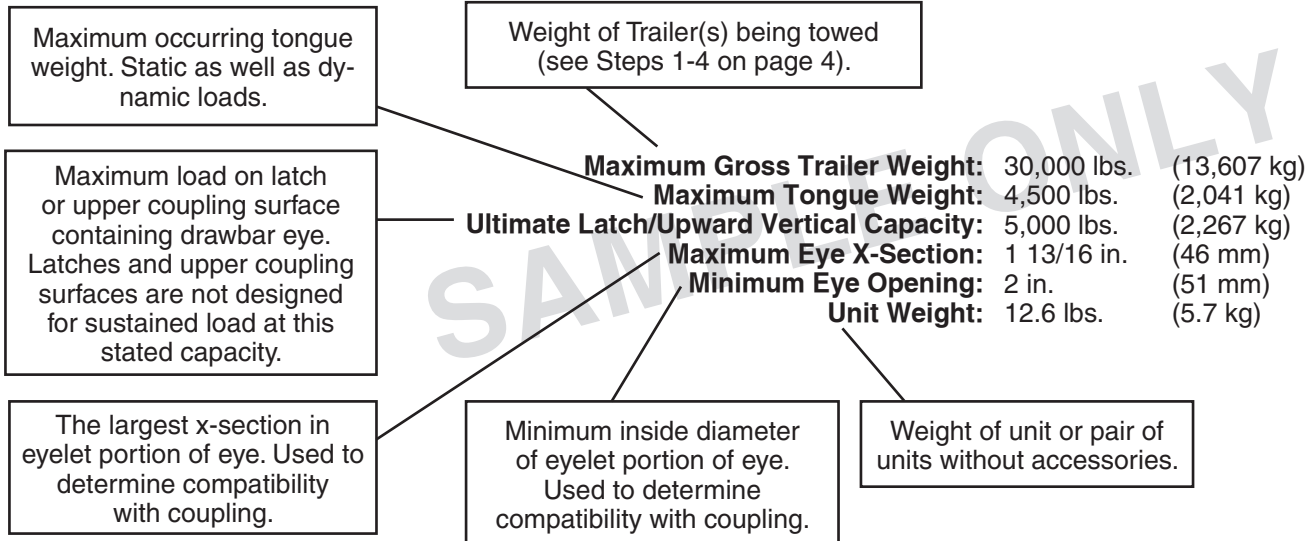 Maximum occurring tongue
weight. Static as well as dy-
namic loads.
Weight of Trailer(s) being towed
(see Steps 1-4 on page 4).
Maximum load on latch
or upper coupling surface
containing drawbar eye.
Latches and upper coupling
surfaces are not designed
for sustained load at this
stated capacity.
SAMPLE ONLY
Maximum Gross Trailer Weight: 30,000 lbs. (13,607 kg)
Maximum Tongue Weight: 4,500 lbs. (2,041 kg)
Ultimate Latch/Upward Vertical Capacity: 5,000 lbs. (2,267 kg)
Maximum Eye X-Section: 1 13/16 in. (46 mm)
Minimum Eye Opening: 2 in. (51 mm)
Unit Weight: 12.6 lbs. (5.7 kg)
The largest x-section in
eyelet portion of eye. Used to
determine compatibility
with coupling.
Minimum inside diameter
of eyelet portion of eye.
Used to determine
compatibility with coupling.
Weight of unit or pair of
units without accessories.